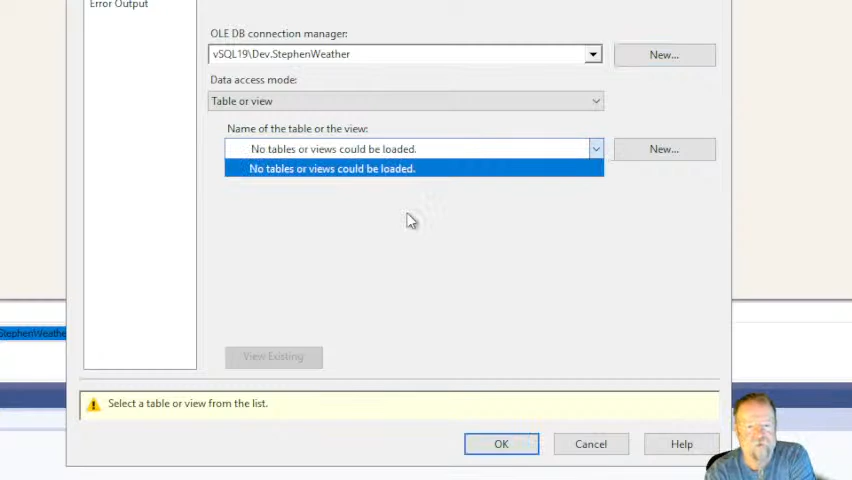 Error Output
OLE DB connection manager:
vSQL19\Dev.StephenWeather
New...
Data access mode:
Table or view
Name of the table or the view:
No tables or views could be loaded.
New...
No tables or views could be loaded.
View Existing
StephenWeathe
Select a table or view from the list.
OK
Cancel
Help